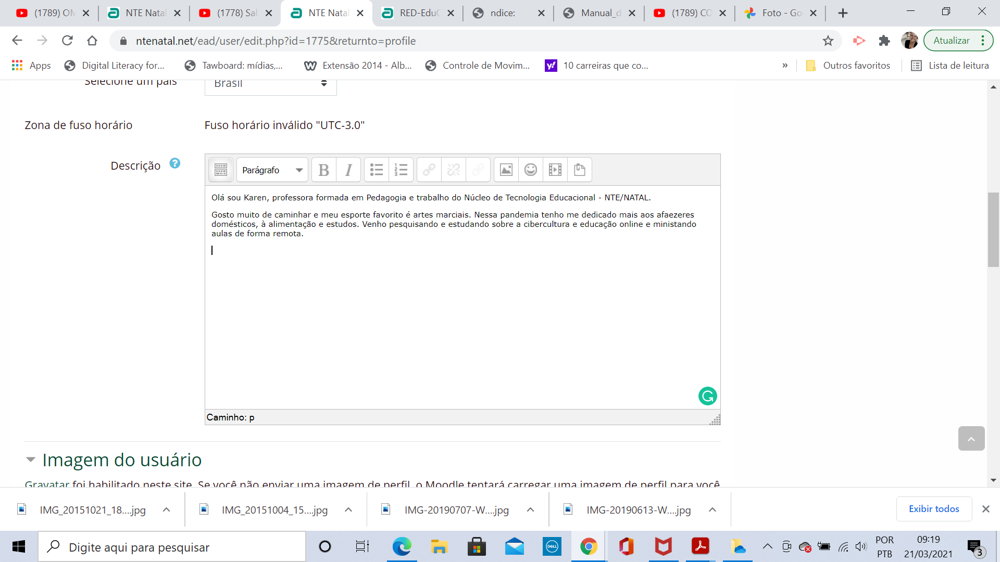 (1789) OM
NTE Natal
(1778) Sal
NTE Natal
RED-EduC
ndice:
Manual_d
(1789) CO
Foto - Go
ntenatal.net/ead/user/edit.php?id=1775&returnto=profile
Atualizar
Apps
Digital Literacy for...
Tawboard: mídias,...
Extensão 2014 - Alb...
Controle de Movim...
10 carreiras que co...
»
Outros favoritos
Lista de leitura
Selecione um país
Brasil
Zona de fuso horário
Fuso horário inválido "UTC-3.0"
Descrição
Parágrafo
B I
Olá sou Karen, professora formada em Pedagogia e trabalho do Núcleo de Tecnologia Educacional - NTE/NATAL.
Gosto muito de caminhar e meu esporte favorito é artes marciais. Nessa pandemia tenho me dedicado mais aos afaezeres
domésticos, à alimentação e estudos. Venho pesquisando e estudando sobre a cibercultura e educação online e ministando
aulas de forma remota.
Caminho: p
Imagem do usuário
Gravatar foi habilitado neste site. Se você não enviar uma imagem de perfil, o Moodle tentará carregar uma imagem de perfil para você
IMG_20151021_18....jpg
IMG_20151004_15....jpg
IMG-20190707-W....jpg
IMG-20190613-W....jpg
Exibir todos
Digite aqui para pesquisar
DELL
POR
PTB
09:19
21/03/2021
3